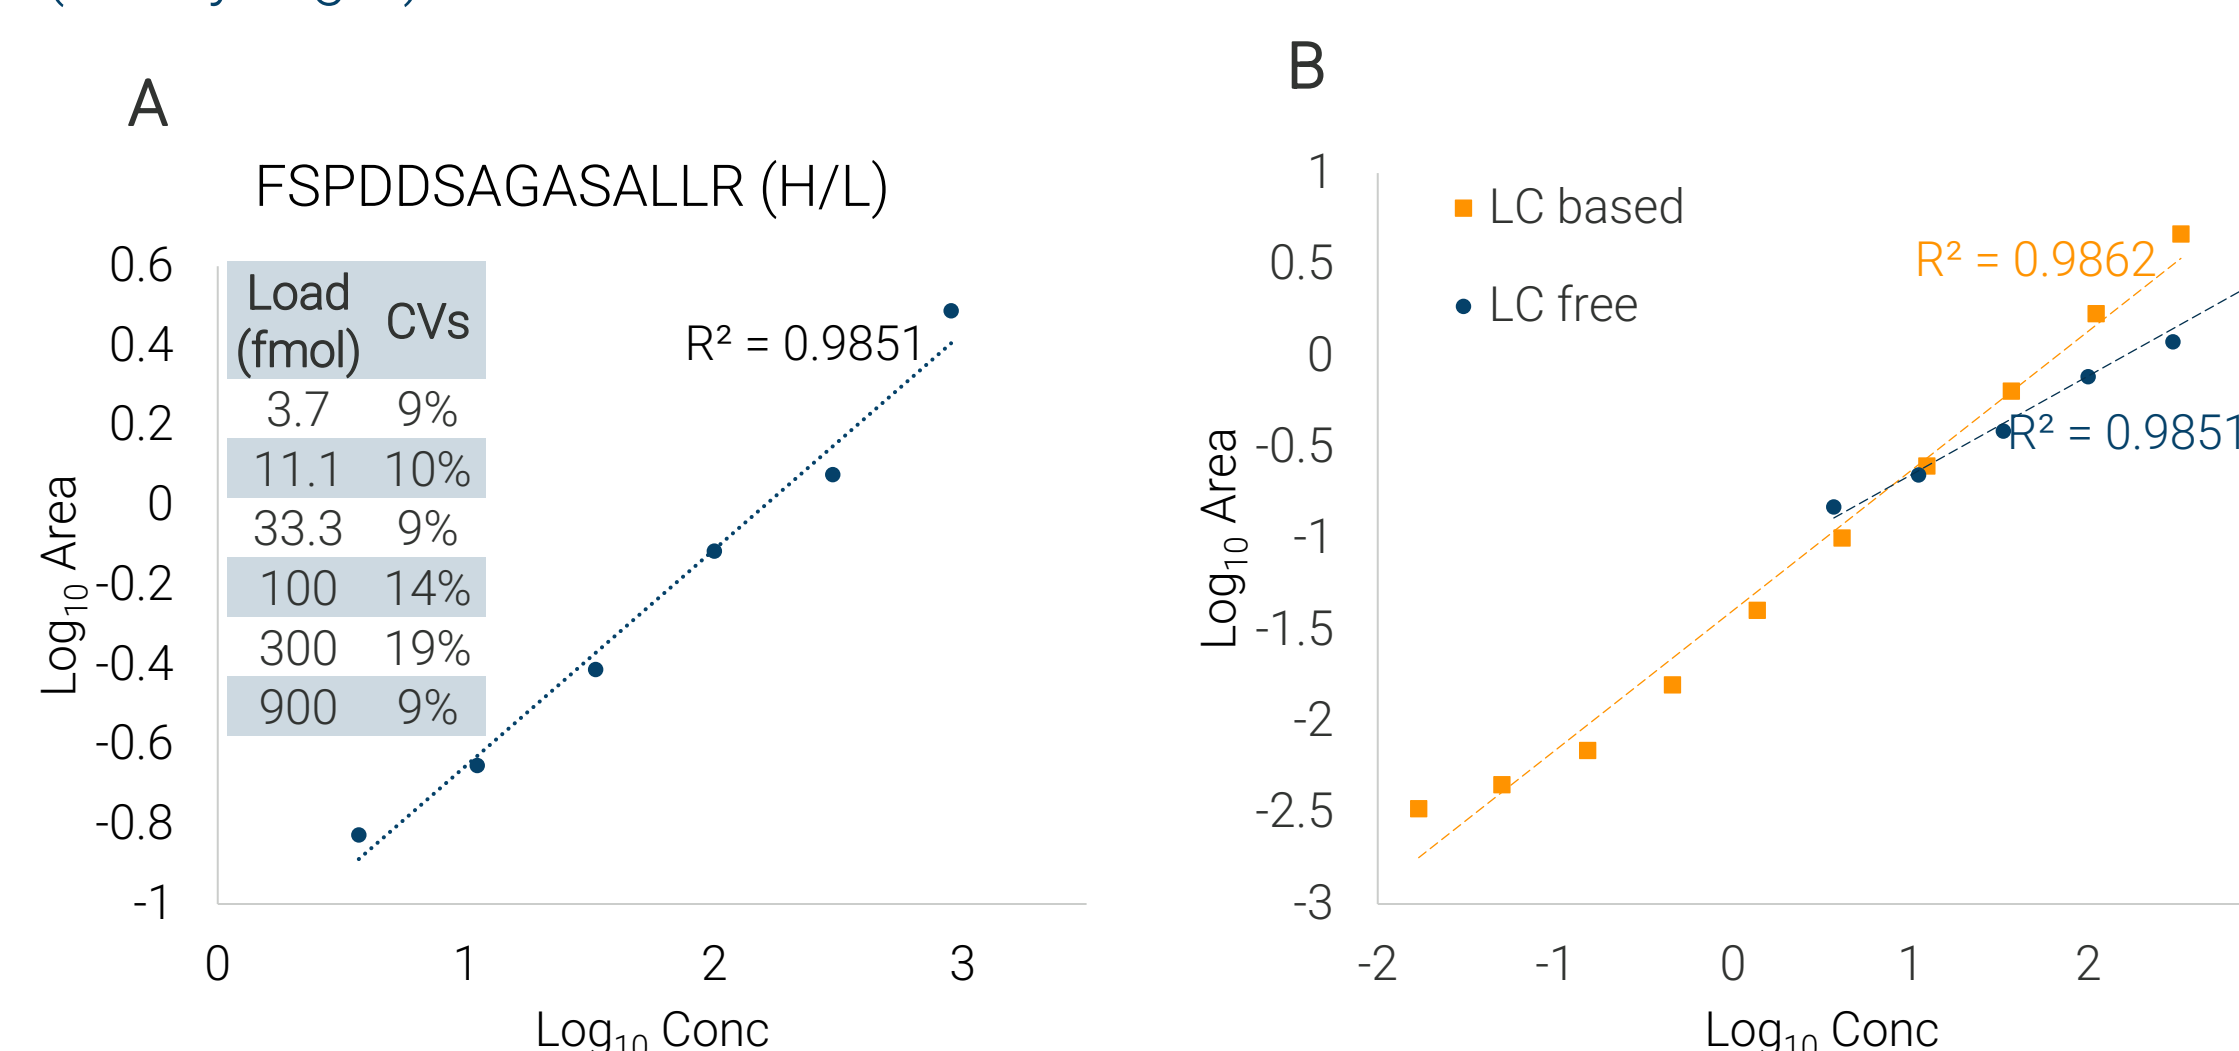 A
FSPDDSAGASALLR (H/L)
Load (fmol) CVs
3.7 9%
11.1 10%
33.3 9%
100 14%
300 19%
900 9%
R² = 0.9851
0.6
0.4
0.2
0
-0.2
-0.4
-0.6
-0.8
-1
Log10 Area
0 1 2 3
Log10 Conc
B
LC based
LC free
R² = 0.9862
R² = 0.9851
1
0.5
0
-0.5
-1
-1.5
-2
-2.5
-3
Log10 Area
-2 -1 0 1 2
Log10 Conc